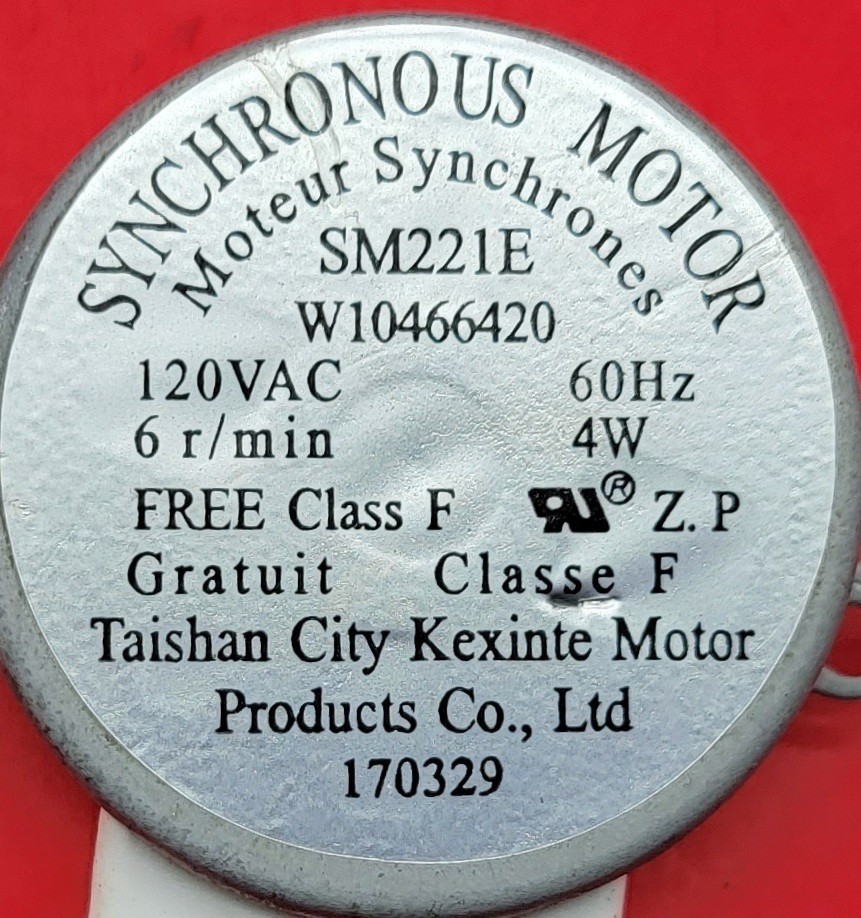 SYNCHRONOUS MOTOR
Moteur Synchrones
SM221E
W10466420
120VAC 60Hz
6 r/min 4W
FREE Class F RU® Z.P
Gratuit Classe F
Taishan City Kexinte Motor
Products Co., Ltd
170329